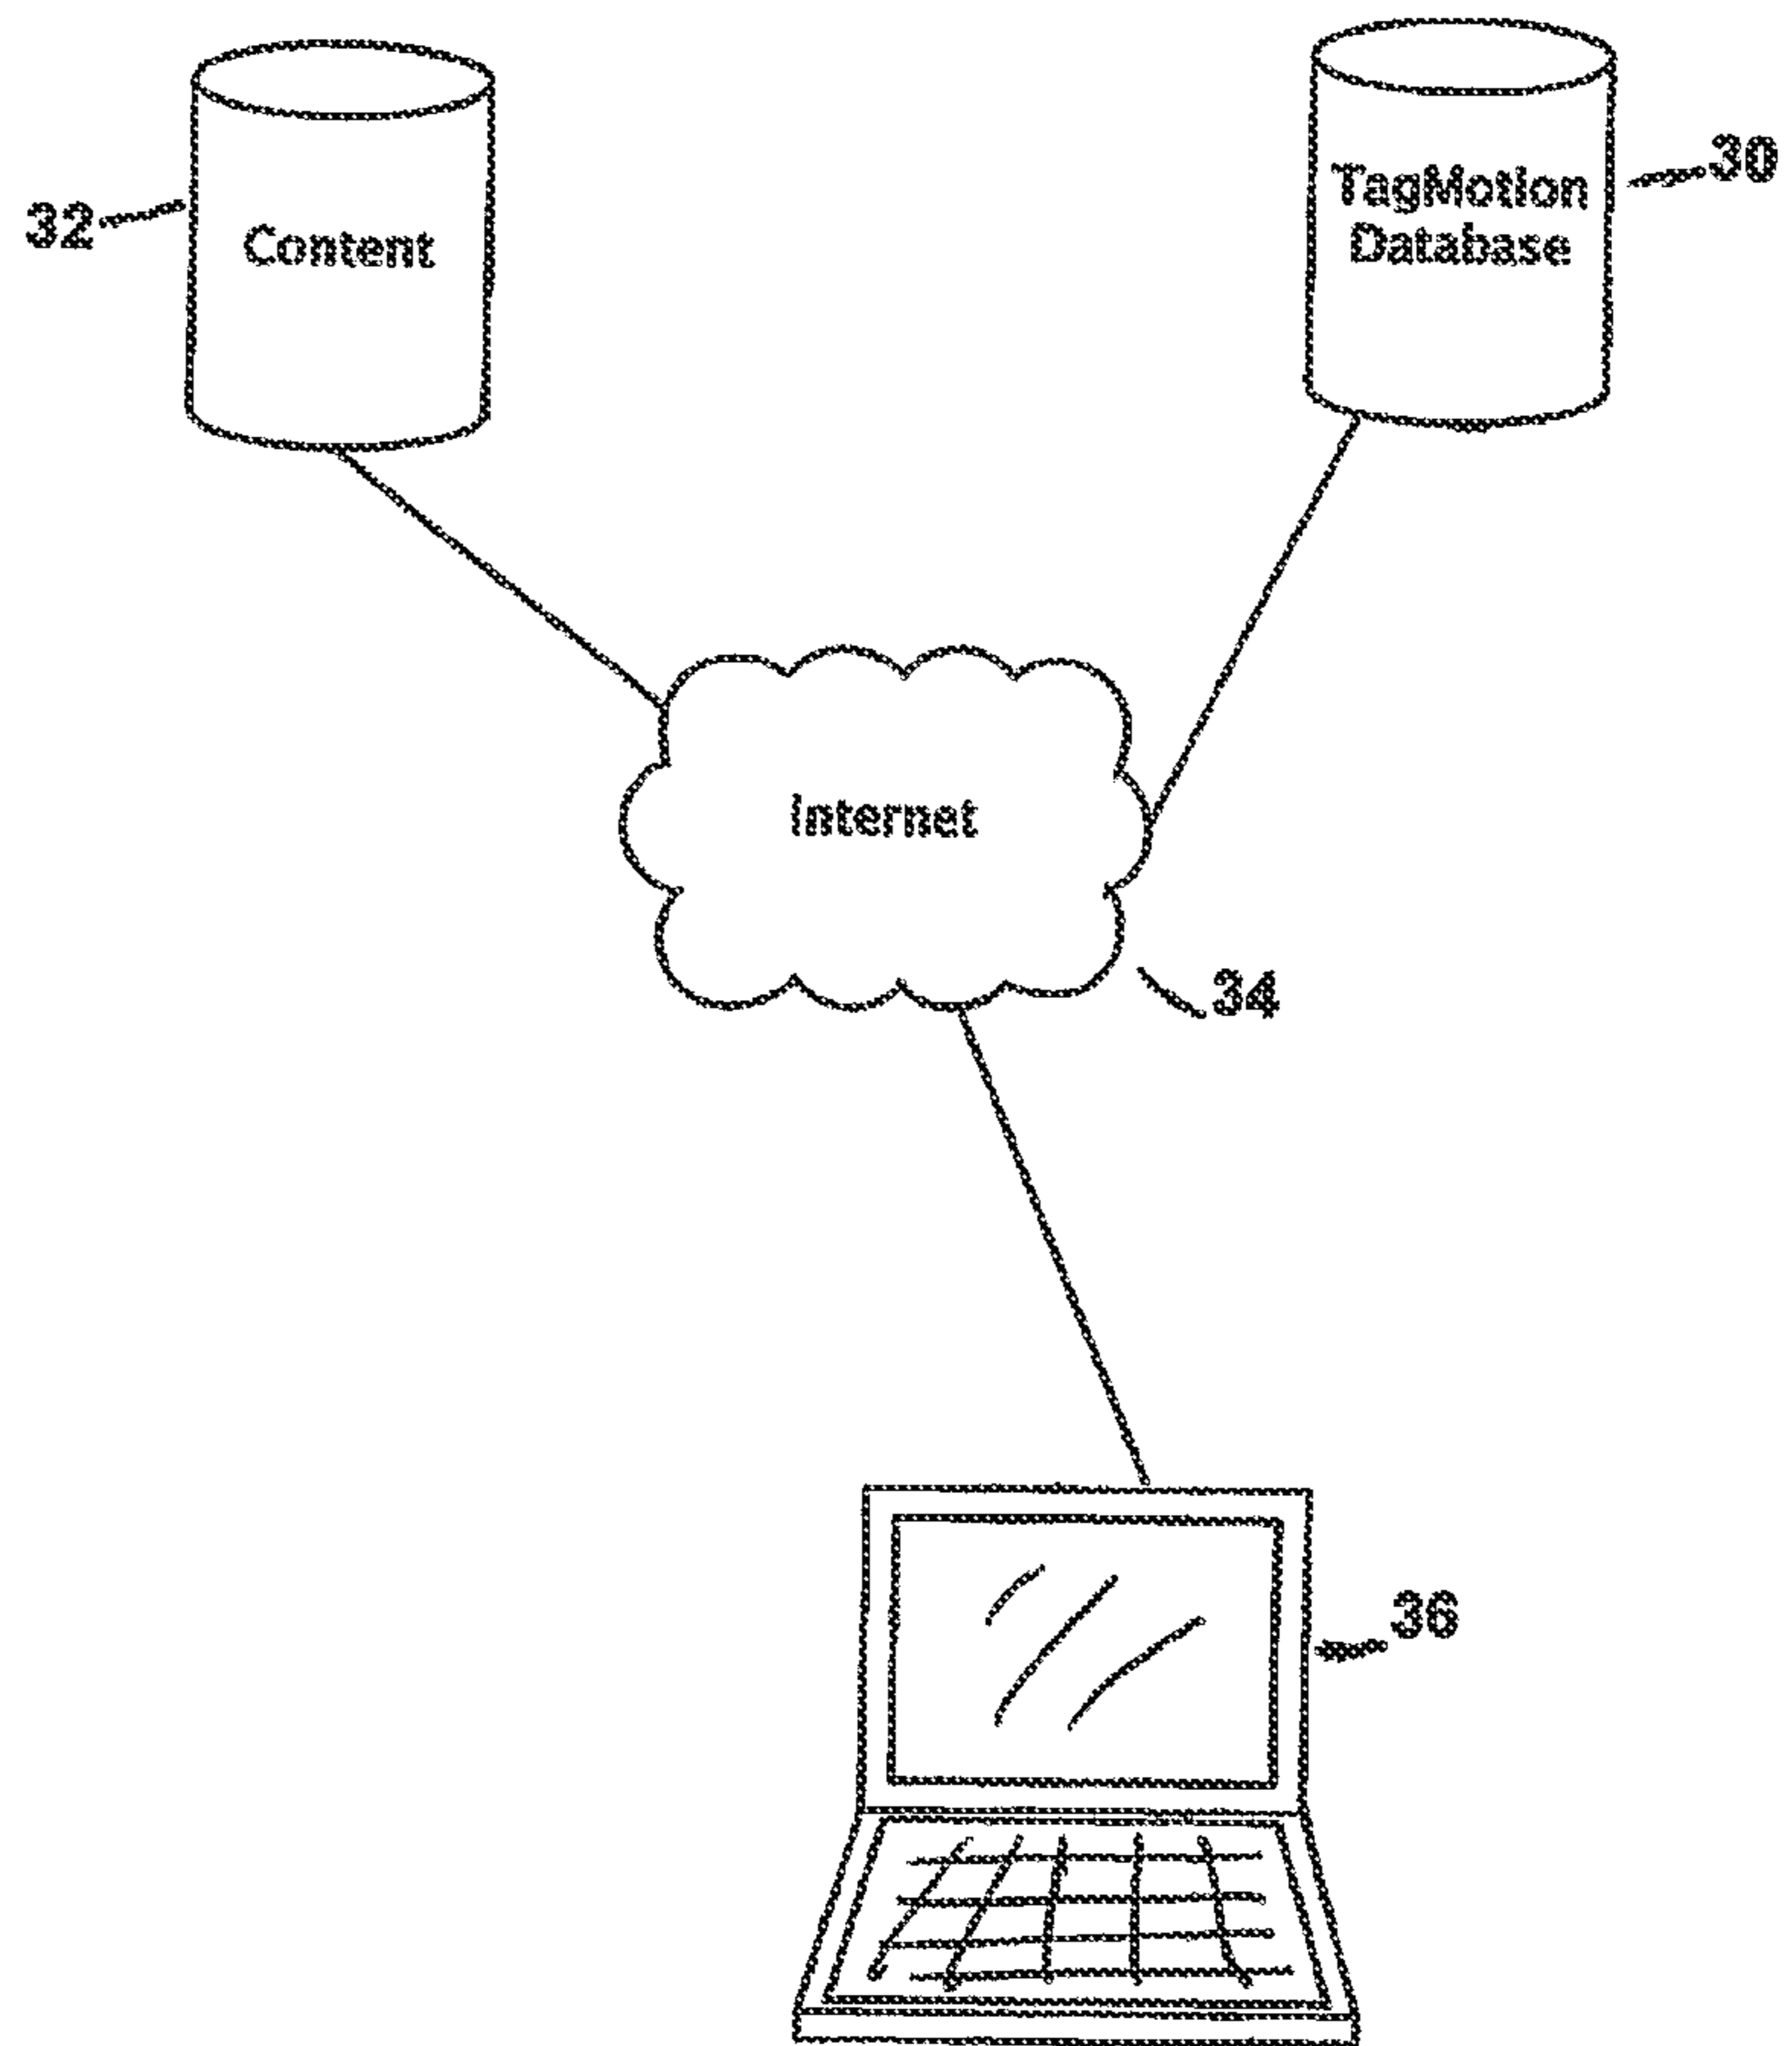 32
Content
TagMotion
Database
30
Internet
34
36